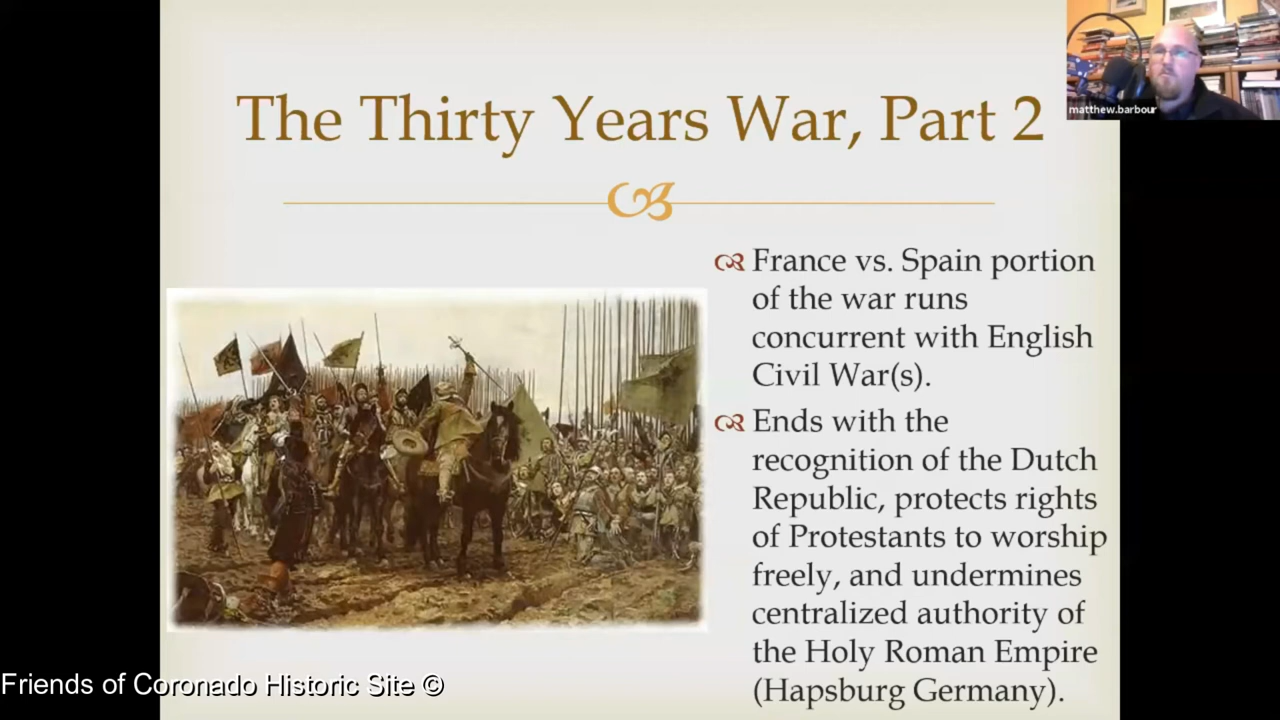 The Thirty Years War, Part 2
matthew.barbour
France vs. Spain portion
of the war runs
concurrent with English
Civil War(s).
Ends with the
recognition of the Dutch
Republic, protects rights
of Protestants to worship
freely, and undermines
centralized authority of
the Holy Roman Empire
(Hapsburg Germany).
Friends of Coronado Historic Site ©